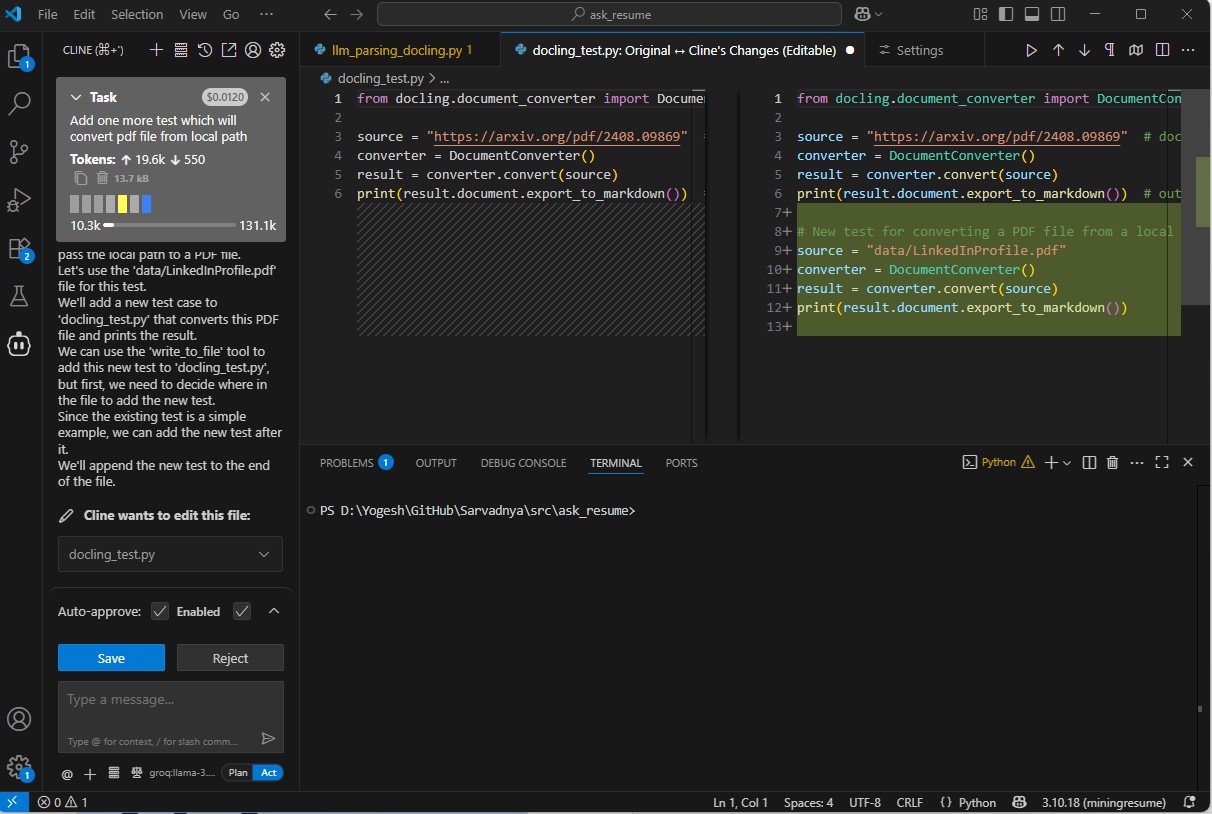 File Edit Selection View Go ··· ask_resume
CLINE (⌘+')
llm_parsing_docling.py 1
docling_test.py: Original ↔ Cline's Changes (Editable)
Settings
docling_test.py > ...
1
Task
$0.0120
Add one more test which will
convert pdf file from local path
Tokens: ↑ 19.6k ↓ 550
13.7 kB
10.3k 131.1k
pass the local path to a PDF file.
Let's use the 'data/LinkedInProfile.pdf'
file for this test.
We'll add a new test case to
'docling_test.py' that converts this PDF
file and prints the result.
We can use the 'write_to_file' tool to
add this new test to 'docling_test.py',
but first, we need to decide where in
the file to add the new test.
Since the existing test is a simple
example, we can add the new test after
it.
We'll append the new test to the end
of the file.
Cline wants to edit this file:
docling_test.py
Auto-approve: Enabled
Save Reject
Type a message...
Type @ for context, / for slash comm...
@ + groq:llama-3.... Plan Act
2
1
1 from docling.document_converter import Docume
2
3 source = "https://arxiv.org/pdf/2408.09869" #
4 converter = DocumentConverter()
5 result = converter.convert(source)
6 print(result.document.export_to_markdown()) #
1 from docling.document_converter import DocumentCon
2
3 source = "https://arxiv.org/pdf/2408.09869" # doc
4 converter = DocumentConverter()
5 result = converter.convert(source)
6 print(result.document.export_to_markdown()) # out
7+
8+ # New test for converting a PDF file from a local
9+ source = "data/LinkedInProfile.pdf"
10+ converter = DocumentConverter()
11+ result = converter.convert(source)
12+ print(result.document.export_to_markdown())
13+
PROBLEMS 1 OUTPUT DEBUG CONSOLE TERMINAL PORTS
Python
PS D:\Yogesh\GitHub\Sarvadnya\src\ask_resume>
0 1
Ln 1, Col 1 Spaces: 4 UTF-8 CRLF {} Python 3.10.18 (miningresume)